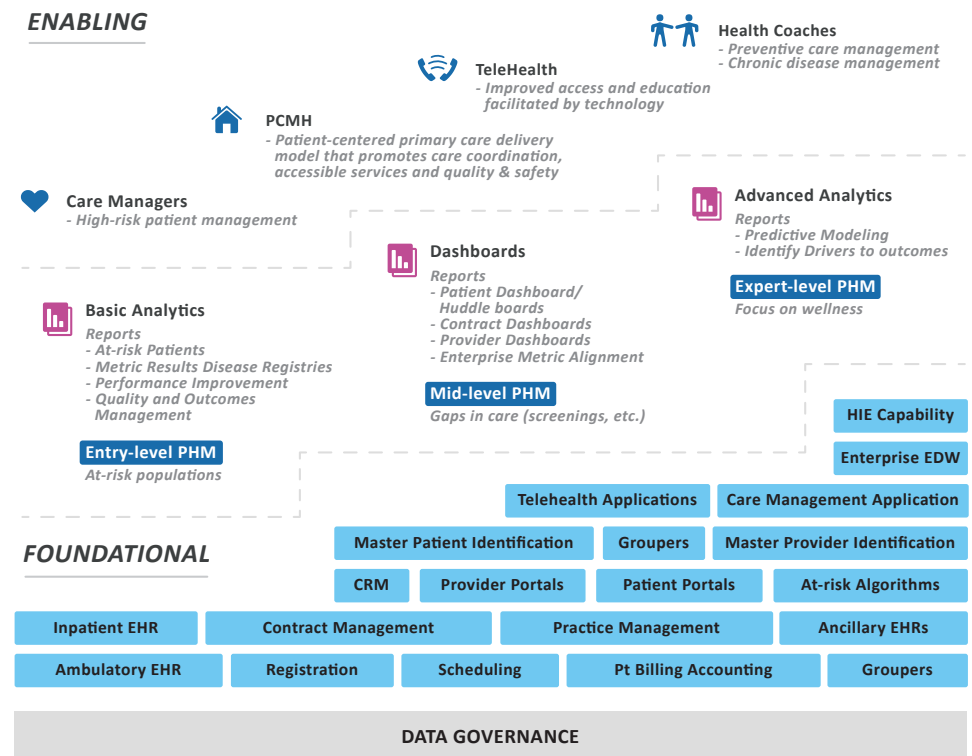 ENABLING
Health Coaches
- Preventive care management
- Chronic disease management
TeleHealth
- Improved access and education
facilitated by technology
PCMH
- Patient-centered primary care delivery
model that promotes care coordination,
accessible services and quality & safety
Care Managers
- High-risk patient management
Advanced Analytics
Reports
- Predictive Modeling
- Identify Drivers to outcomes
Expert-level PHM
Focus on wellness
Dashboards
Reports
- Patient Dashboard/
Huddle boards
- Contract Dashboards
- Provider Dashboards
- Enterprise Metric Alignment
Mid-level PHM
Gaps in care (screenings, etc.)
Basic Analytics
Reports
- At-risk Patients
- Metric Results Disease Registries
- Performance Improvement
- Quality and Outcomes
Management
Entry-level PHM
At-risk populations
FOUNDATIONAL
HIE Capability
Enterprise EDW
Telehealth Applications
Care Management Application
Master Patient Identification
Groupers
Master Provider Identification
CRM
Provider Portals
Patient Portals
At-risk Algorithms
Inpatient EHR
Contract Management
Practice Management
Ancillary EHRs
Ambulatory EHR
Registration
Scheduling
Pt Billing Accounting
Groupers
DATA GOVERNANCE